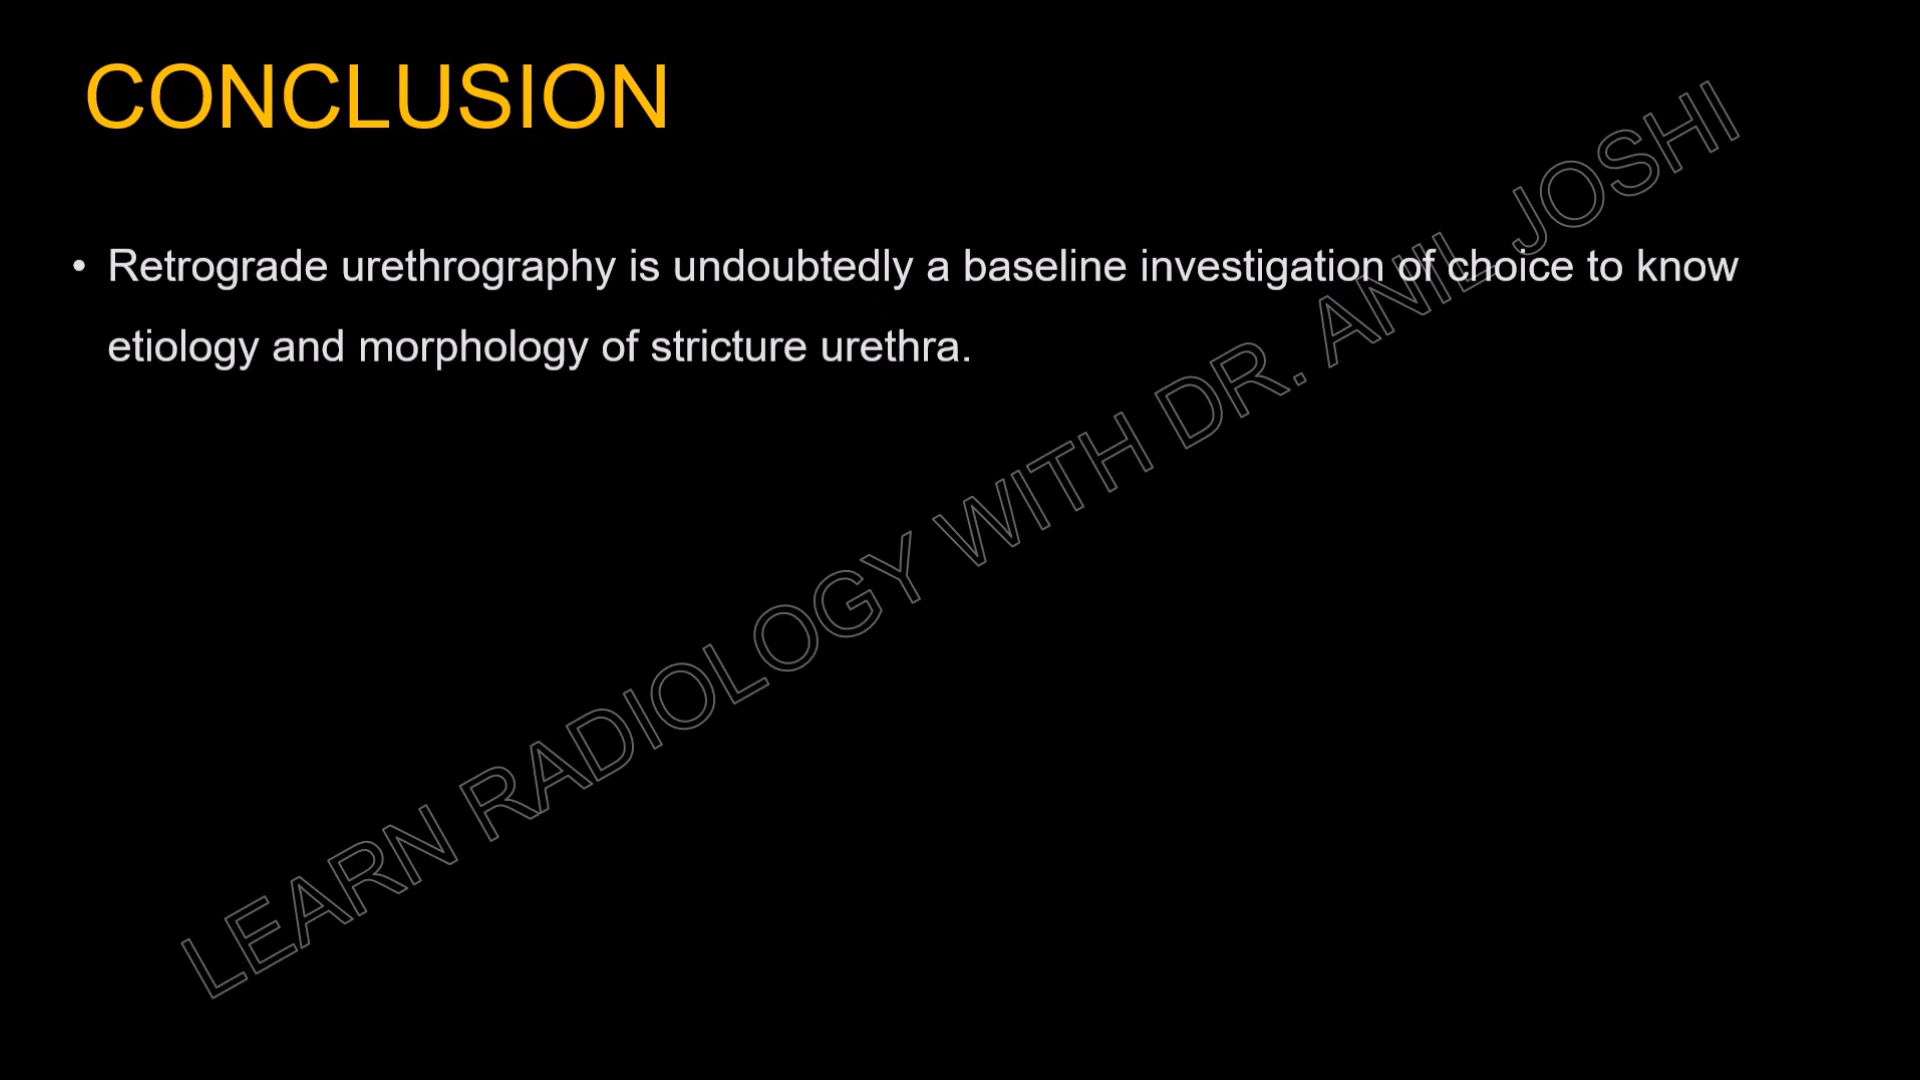 CONCLUSION
• Retrograde urethrography is undoubtedly a baseline investigation of choice to know
etiology and morphology of stricture urethra.
LEARN RADIOLOGY WITH DR. ANIL JOSHI